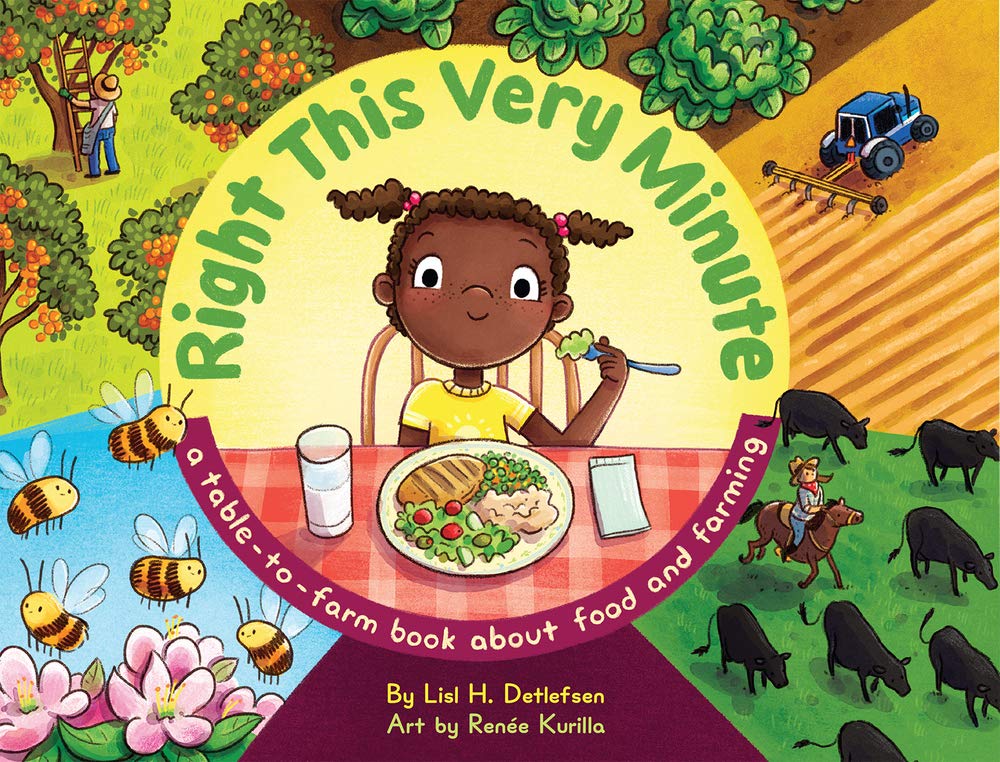 Right This Very Minute
a table-to-farm book about food and farming
By Lisl H. Detlefsen
Art by Renée Kurilla